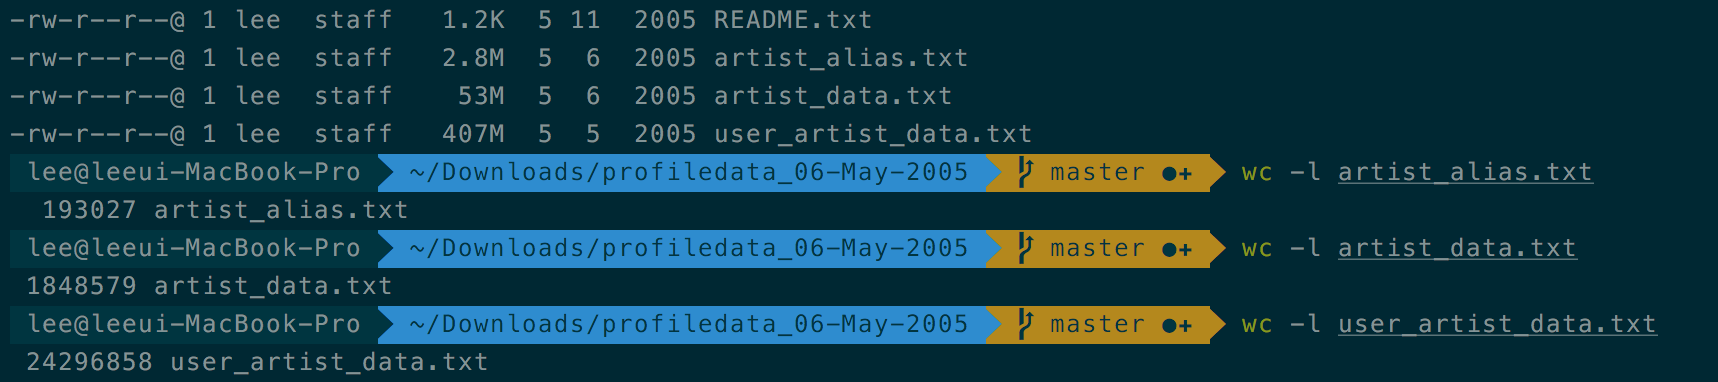 -rw-r--r--@ 1 lee  staff   1.2K  5 11  2005 README.txt
-rw-r--r--@ 1 lee  staff   2.8M  5  6  2005 artist_alias.txt
-rw-r--r--@ 1 lee  staff    53M  5  6  2005 artist_data.txt
-rw-r--r--@ 1 lee  staff   407M  5  5  2005 user_artist_data.txt
lee@leeui-MacBook-Pro ~/Downloads/profiledata_06-May-2005 master ●+ wc -l artist_alias.txt
193027 artist_alias.txt
lee@leeui-MacBook-Pro ~/Downloads/profiledata_06-May-2005 master ●+ wc -l artist_data.txt
1848579 artist_data.txt
lee@leeui-MacBook-Pro ~/Downloads/profiledata_06-May-2005 master ●+ wc -l user_artist_data.txt
24296858 user_artist_data.txt